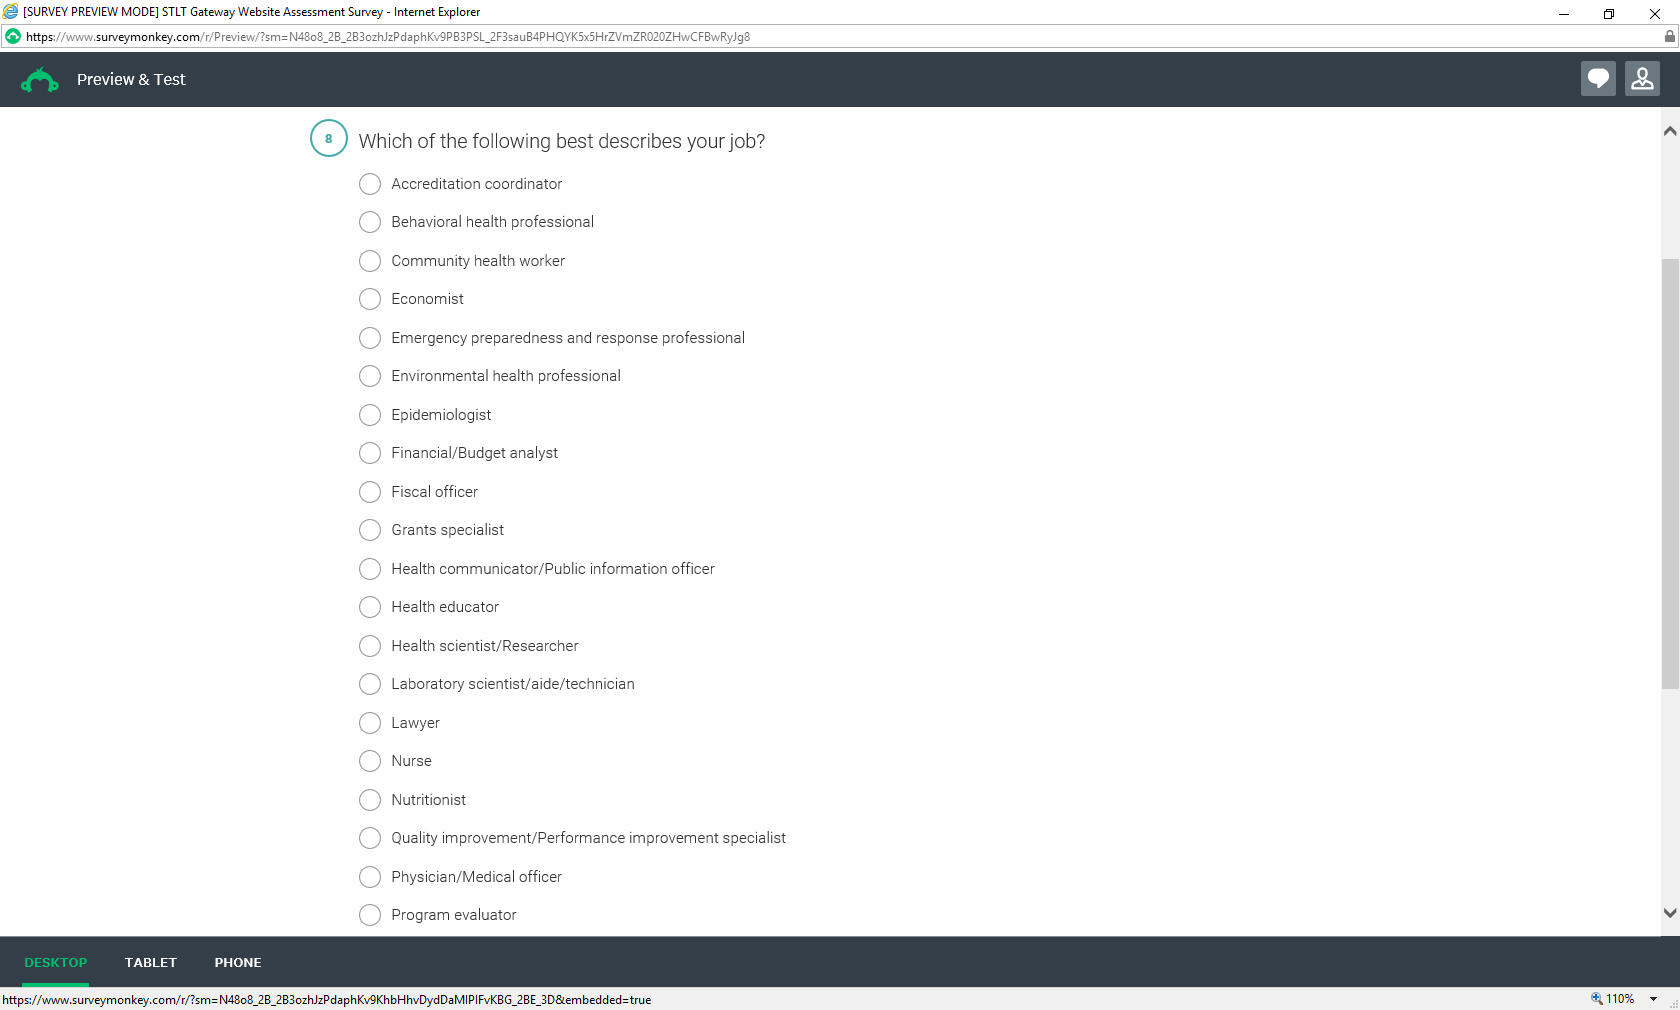 [SURVEY PREVIEW MODE] STLT Gateway Website Assessment Survey - Internet Explorer
https://www.surveymonkey.com/r/Preview/?sm=N48o8_2B_2B3ozhJzPdaphKv9PB3PSL_2F3sauB4PHQYK5x5HrZVmZR020ZHwCFBwRyJg8
Preview & Test
8 Which of the following best describes your job?
Accreditation coordinator
Behavioral health professional
Community health worker
Economist
Emergency preparedness and response professional
Environmental health professional
Epidemiologist
Financial/Budget analyst
Fiscal officer
Grants specialist
Health communicator/Public information officer
Health educator
Health scientist/Researcher
Laboratory scientist/aide/technician
Lawyer
Nurse
Nutritionist
Quality improvement/Performance improvement specialist
Physician/Medical officer
Program evaluator
DESKTOP TABLET PHONE
https://www.surveymonkey.com/r/?sm=N48o8_2B_2B3ozhJzPdaphKv9KhbHhvDydDaMIPIFvKBG_2BE_3D&embedded=true 110%